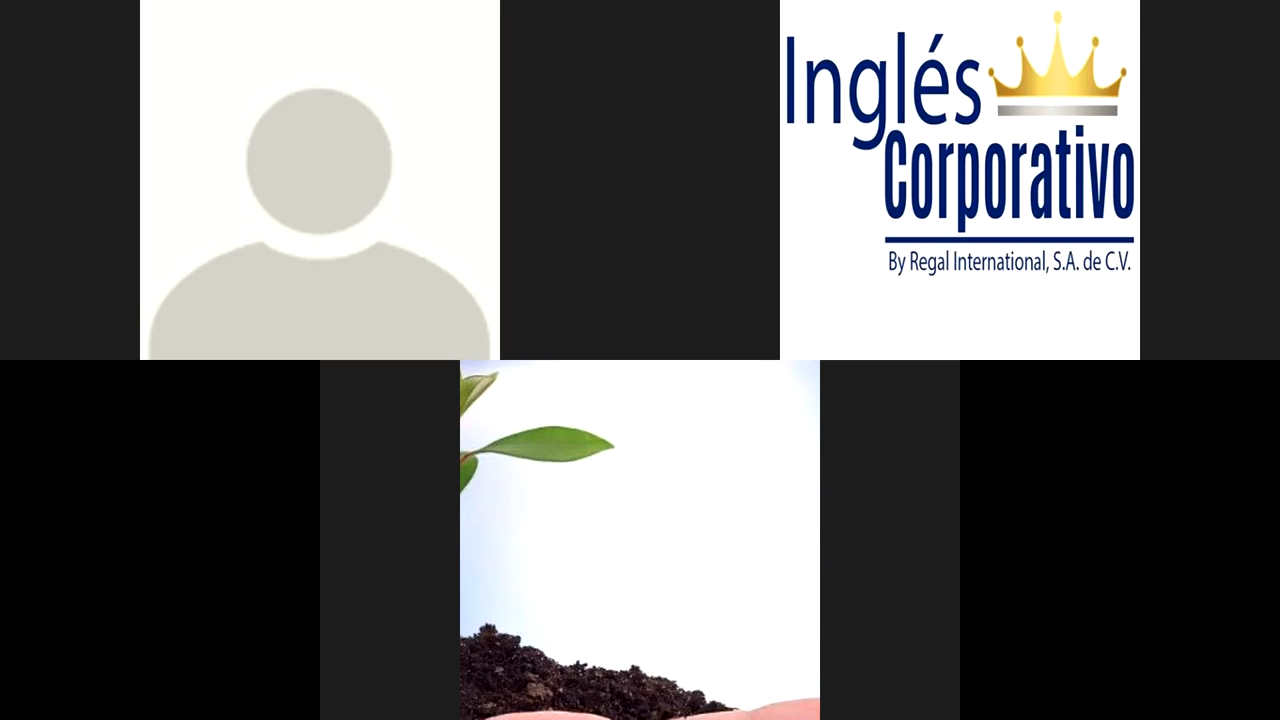 Inglés
Corporativo
By Regal International, S.A. de C.V.